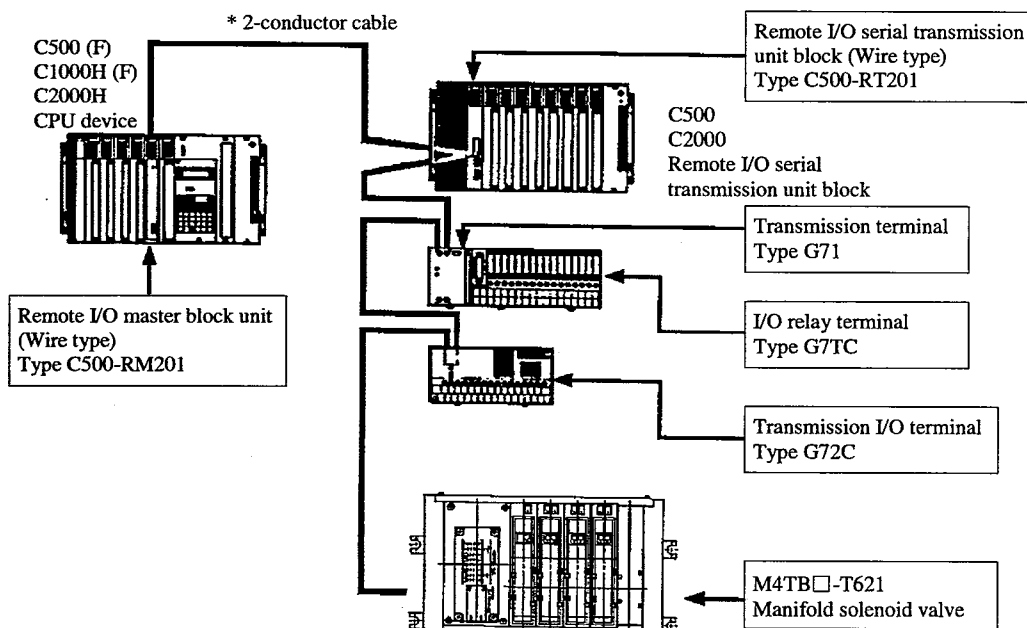 * 2-conductor cable
C500 (F)
C1000H (F)
C2000H
CPU device
Remote I/O serial transmission
unit block (Wire type)
Type C500-RT201
C500
C2000
Remote I/O serial
transmission unit block
Transmission terminal
Type G71
Remote I/O master block unit
(Wire type)
Type C500-RM201
I/O relay terminal
Type G7TC
Transmission I/O terminal
Type G72C
M4TB□-T621
Manifold solenoid valve